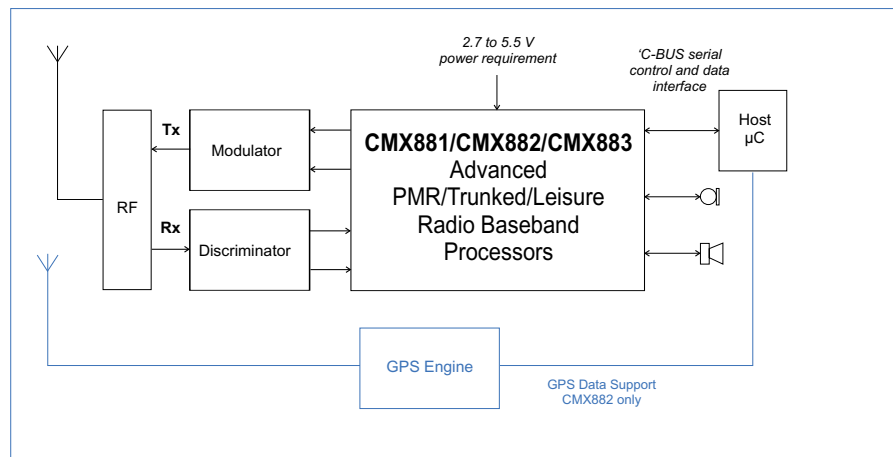 2.7 to 5.5 V
power requirement
'C-BUS serial
control and data
interface
Tx
Modulator
CMX881/CMX882/CMX883
Advanced
PMR/Trunked/Leisure
Radio Baseband
Processors
Host
µC
RF
Rx
Discriminator
GPS Engine
GPS Data Support
CMX882 only